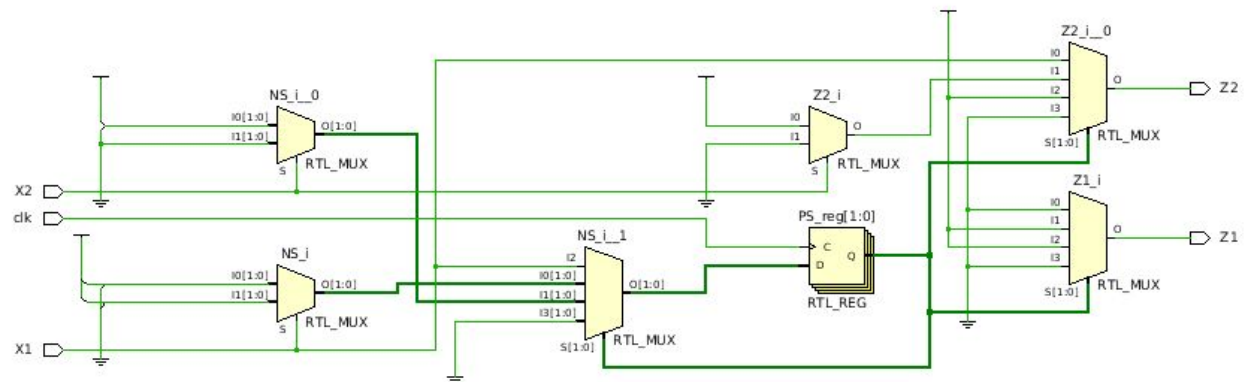 Z2_i__0
I0
I1
I2
I3
O
Z2
S[1:0]
RTL_MUX
NS_i__0
I0[1:0]
I1[1:0]
O[1:0]
S
RTL_MUX
Z2_i
I0
I1
O
S
RTL_MUX
X2
clk
Z1_i
I0
I1
I2
I3
O
Z1
S[1:0]
RTL_MUX
PS_reg[1:0]
C
D
Q
RTL_REG
NS_i
I0[1:0]
I1[1:0]
O[1:0]
S
RTL_MUX
NS_i__1
I2
I0[1:0]
I1[1:0]
I3[1:0]
O[1:0]
S[1:0]
RTL_MUX
X1